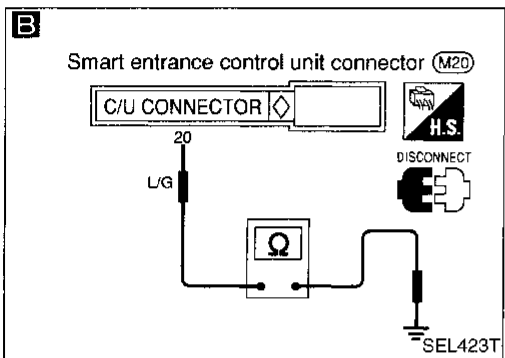 B
Smart entrance control unit connector (M20)
C/U CONNECTOR
H.S.
20
DISCONNECT
L/G
Ω
SEL423T